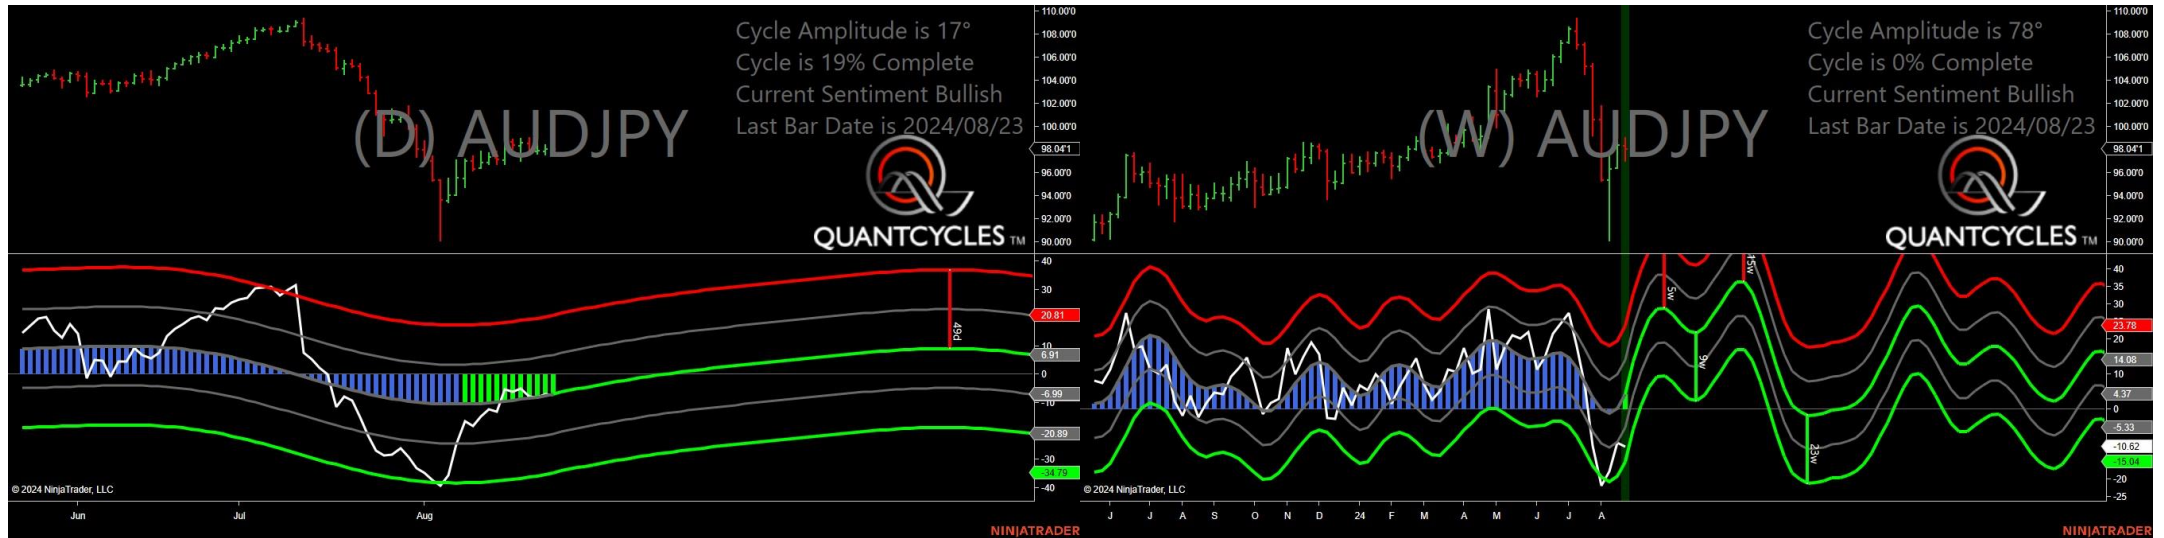 Cycle Amplitude is 17°
Cycle is 19% Complete
Current Sentiment Bullish
Last Bar Date is 2024/08/23
(D) AUDJPY
QUANTCYCLES TM
110.00'0
108.00'0
106.00'0
104.00'0
102.00'0
100.00'0
98.04'1
96.00'0
94.00'0
92.00'0
90.00'0
40
30
20.81
10
6.91
0
-6.99
-10
-20.89
-30
-34.79
-40
49d
© 2024 NinjaTrader, LLC
Jun
Jul
Aug
NINJATRADER
Cycle Amplitude is 78°
Cycle is 0% Complete
Current Sentiment Bullish
Last Bar Date is 2024/08/23
(W) AUDJPY
QUANTCYCLES TM
110.00'0
108.00'0
106.00'0
104.00'0
102.00'0
100.00'0
98.04'1
96.00'0
94.00'0
92.00'0
90.00'0
40
35
30
23.78
20
14.08
10
4.37
0
-5.33
-10.62
-15.04
-20
-25
5w
9w
15w
23w
© 2024 NinjaTrader, LLC
J J A S O N D 24 F M A M J J A
NINJATRADER